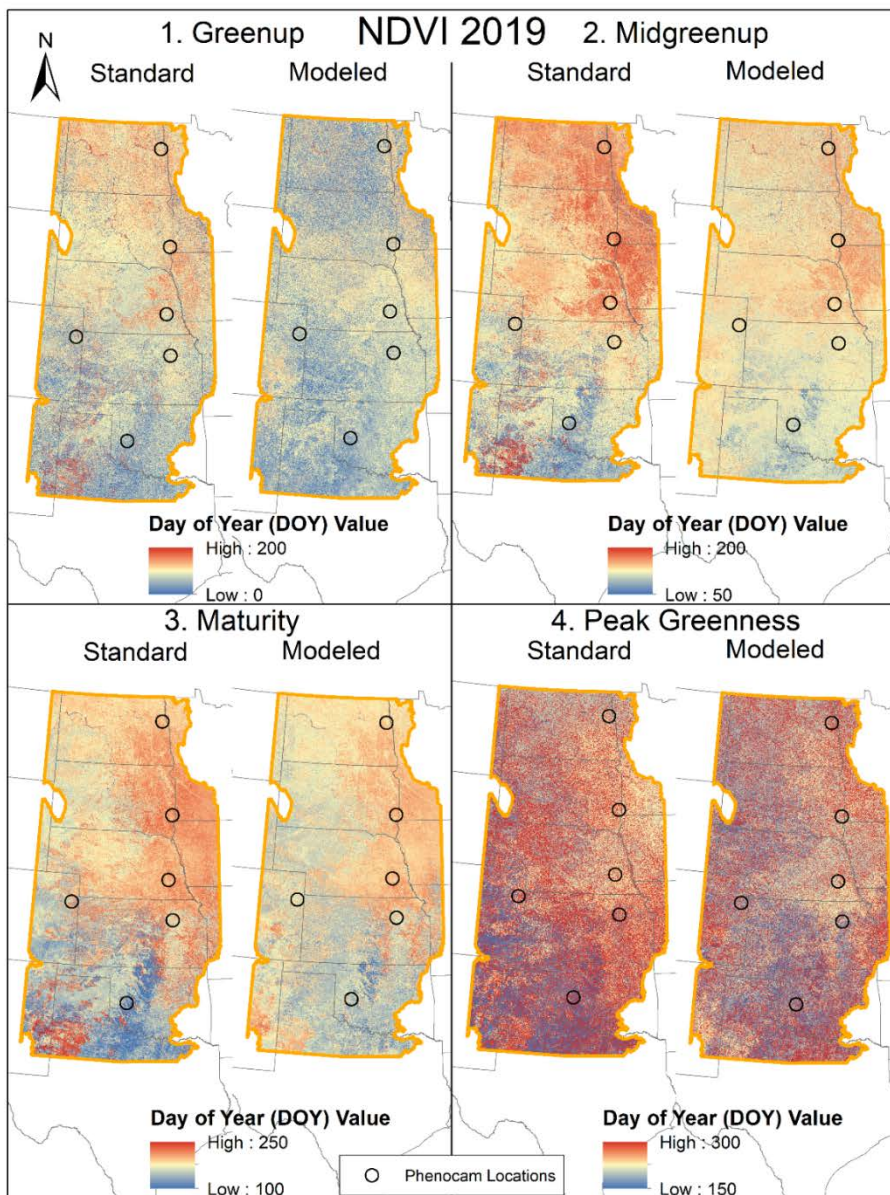 NDVI 2019
1. Greenup
2. Midgreenup
N
Standard
Modeled
Standard
Modeled
Day of Year (DOY) Value
High : 200
Low : 0
Day of Year (DOY) Value
High : 200
Low : 50
3. Maturity
4. Peak Greenness
Standard
Modeled
Standard
Modeled
Day of Year (DOY) Value
High : 250
Low : 100
Day of Year (DOY) Value
High : 300
Low : 150
Phenocam Locations